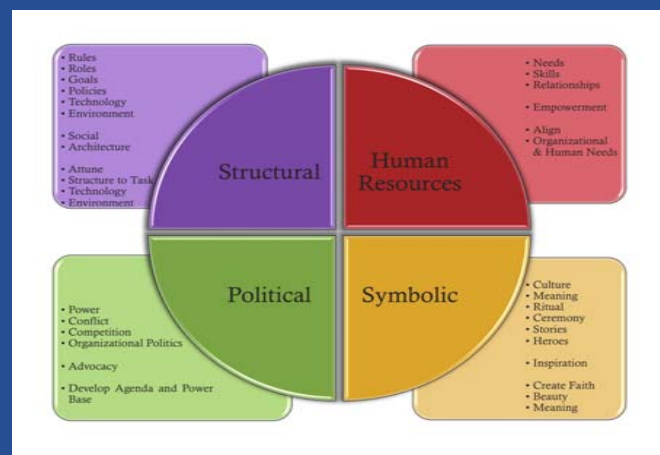 • Rules
• Roles
• Goals
• Policies
• Technology
• Environment
• Social
• Architecture
• Attune
• Structure to Task
• Technology
• Environment
Structural
• Needs
• Skills
• Relationships
• Empowerment
• Align
• Organizational
& Human Needs
Human
Resources
• Power
• Conflict
• Competition
• Organizational Politics
• Advocacy
• Develop Agenda and Power
Base
Political
Symbolic
• Culture
• Meaning
• Ritual
• Ceremony
• Stories
• Heroes
• Inspiration
• Create Faith
• Beauty
• Meaning